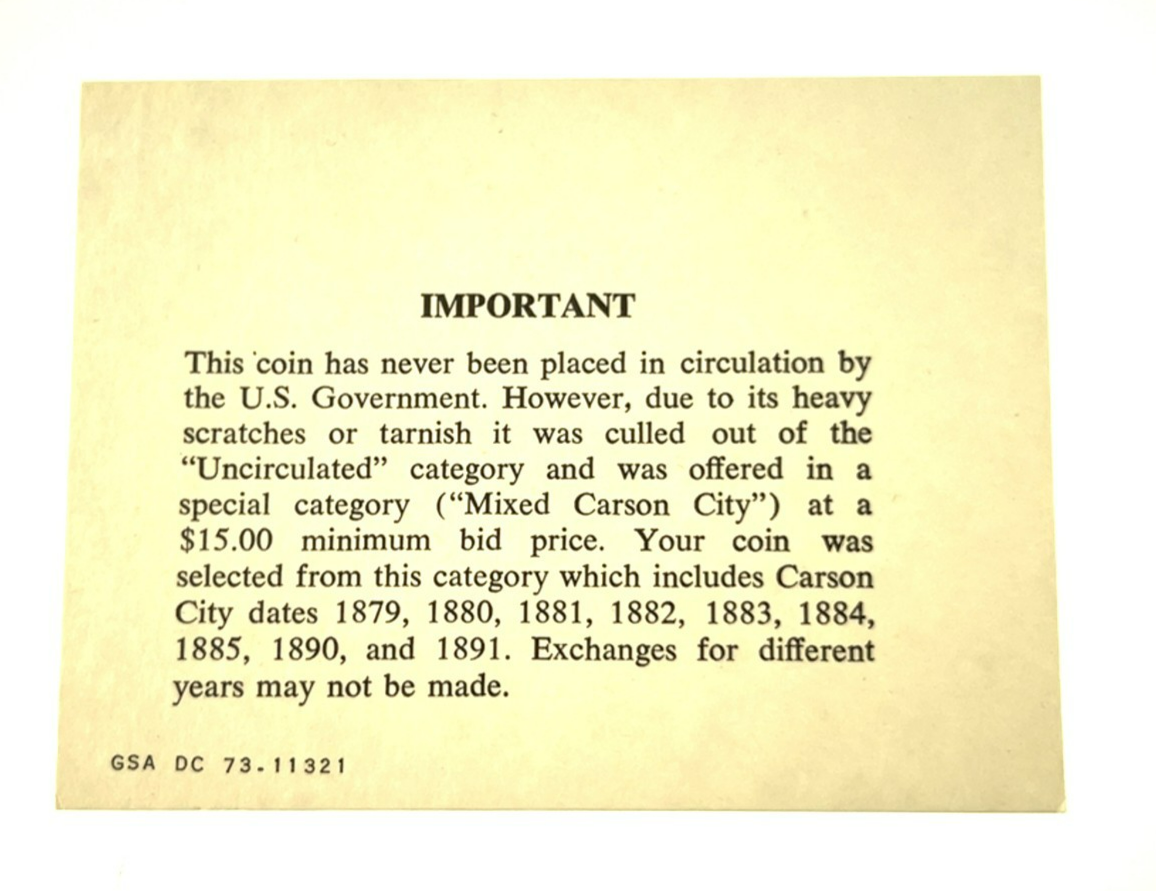 IMPORTANT
This coin has never been placed in circulation by
the U.S. Government. However, due to its heavy
scratches or tarnish it was culled out of the
“Uncirculated” category and was offered in a
special category (“Mixed Carson City”) at a
$15.00 minimum bid price. Your coin was
selected from this category which includes Carson
City dates 1879, 1880, 1881, 1882, 1883, 1884,
1885, 1890, and 1891. Exchanges for different
years may not be made.
GSA DC 73-11321